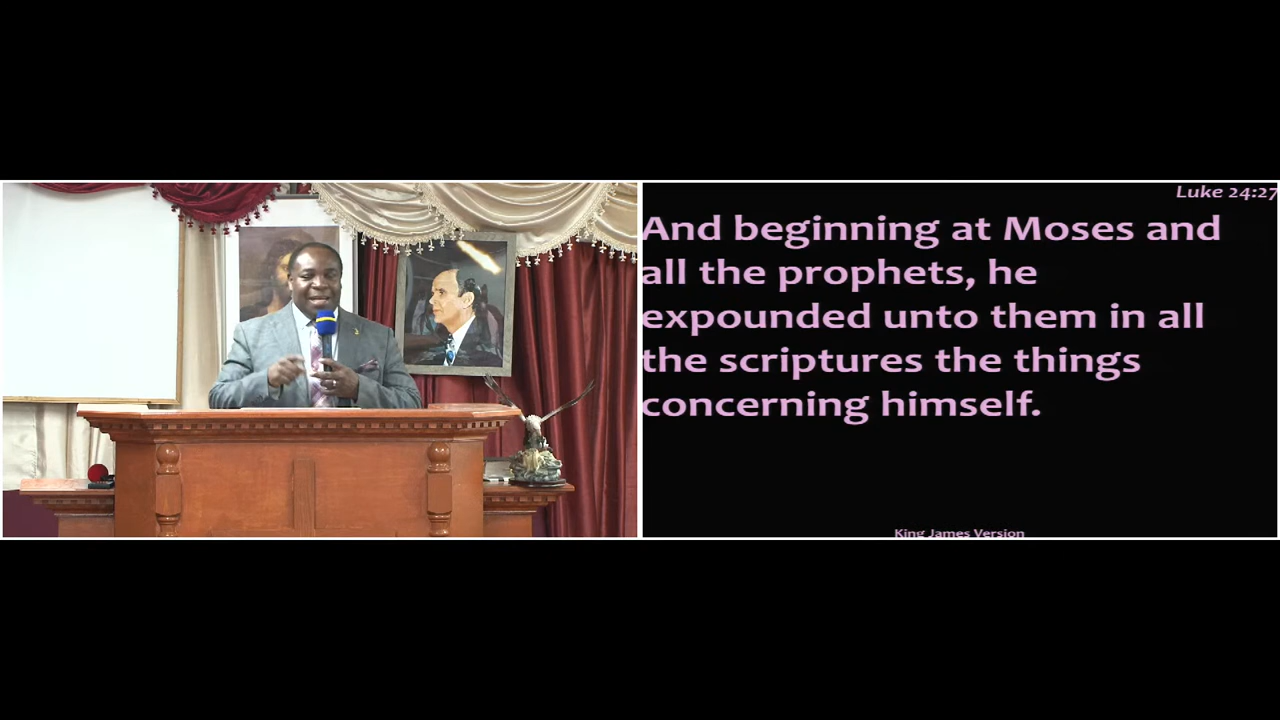 Luke 24:27
And beginning at Moses and
all the prophets, he
expounded unto them in all
the scriptures the things
concerning himself.
King James Version